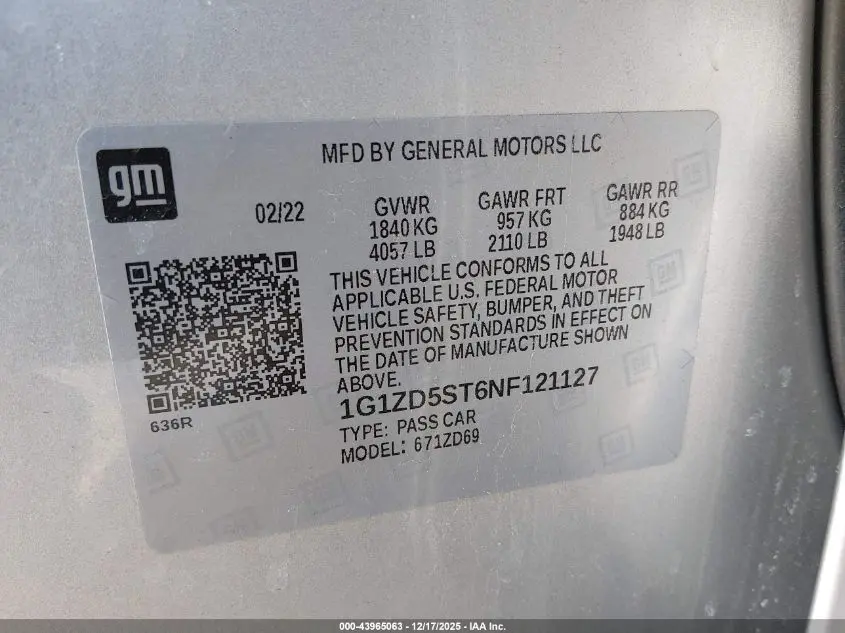 gm
MFD BY GENERAL MOTORS LLC
02/22
GVWR
1840 KG
4057 LB
GAWR FRT
957 KG
2110 LB
GAWR RR
884 KG
1948 LB
THIS VEHICLE CONFORMS TO ALL
APPLICABLE U.S. FEDERAL MOTOR
VEHICLE SAFETY, BUMPER, AND THEFT
PREVENTION STANDARDS IN EFFECT ON
THE DATE OF MANUFACTURE SHOWN
ABOVE.
636R
1G1ZD5ST6NF121127
TYPE: PASS CAR
MODEL: 671ZD69
000-43965063 | 12/17/2025 - IAA Inc.